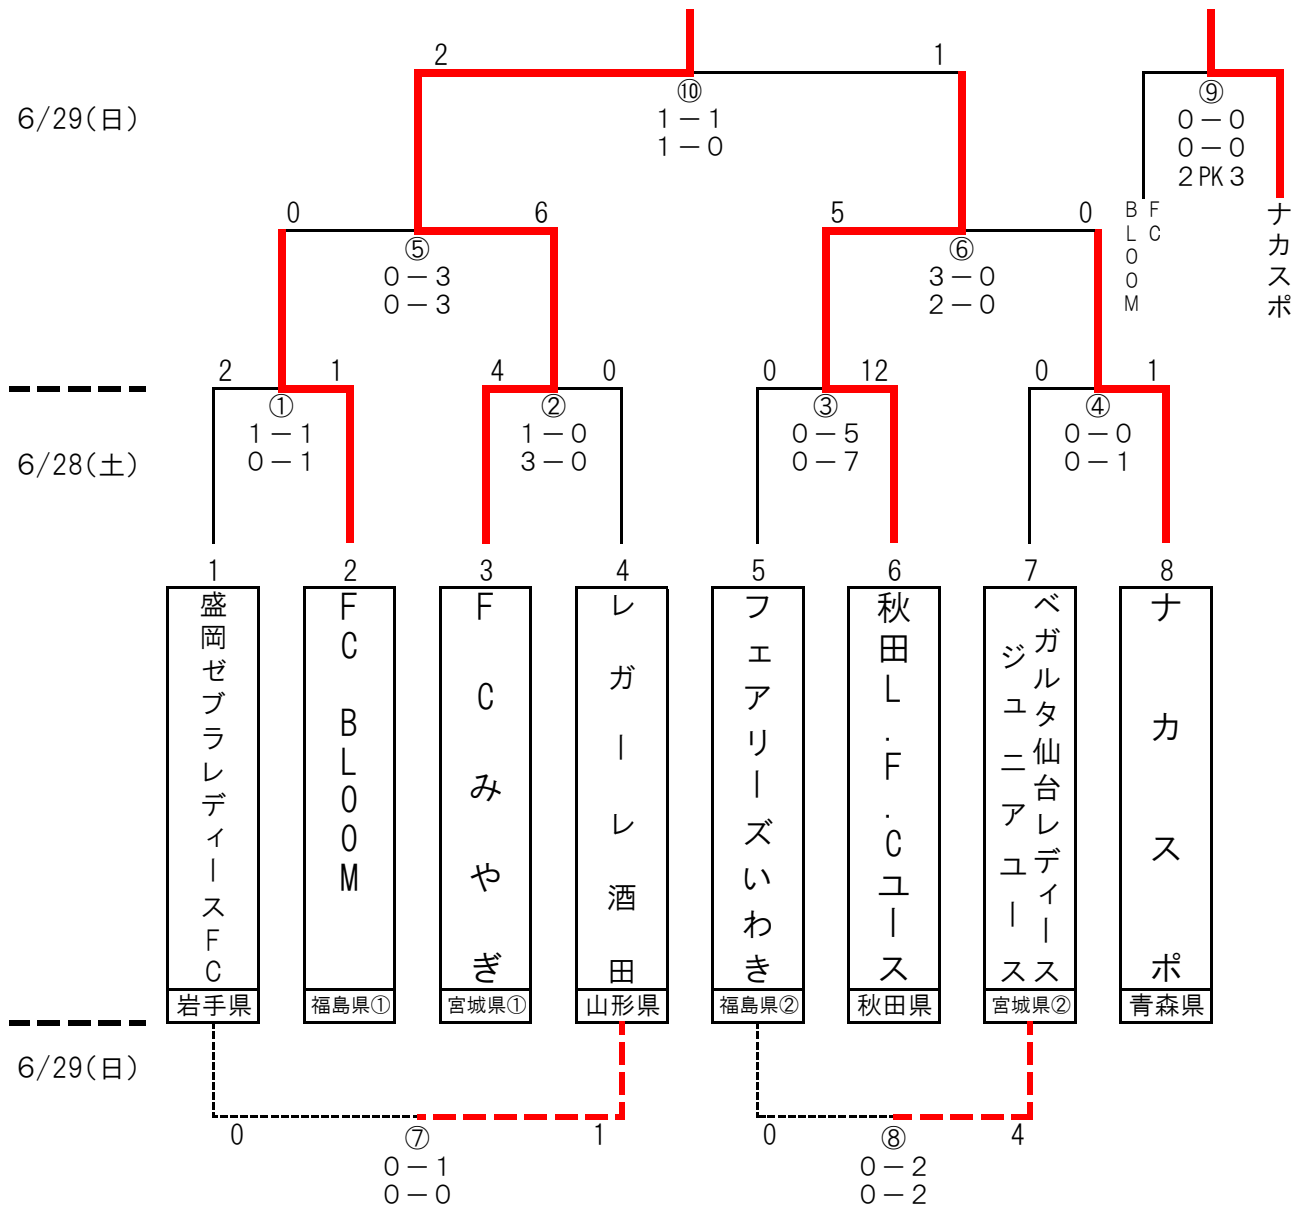 2
1
⑩
1－1
1－0
6/29(日)
⑨
0－0
0－0
2PK3
FC
BLOOM
ナカスポ
0
6
⑤
0－3
0－3
5
0
⑥
3－0
2－0
2
1
①
1－1
0－1
4
0
②
1－0
3－0
0
12
③
0－5
0－7
0
1
④
0－0
0－1
6/28(土)
1
2
3
4
5
6
7
8
盛岡ゼブラレディースFC
FC BLOOM
FCみやぎ
レガーレ酒田
フェアリーズいわき
秋田L.F.Cユース
ベガルタ仙台レディース
ジュニアユース
ナカスポ
岩手県
福島県①
宮城県①
山形県
福島県②
秋田県
宮城県②
青森県
6/29(日)
0
1
⑦
0－1
0－0
0
4
⑧
0－2
0－2